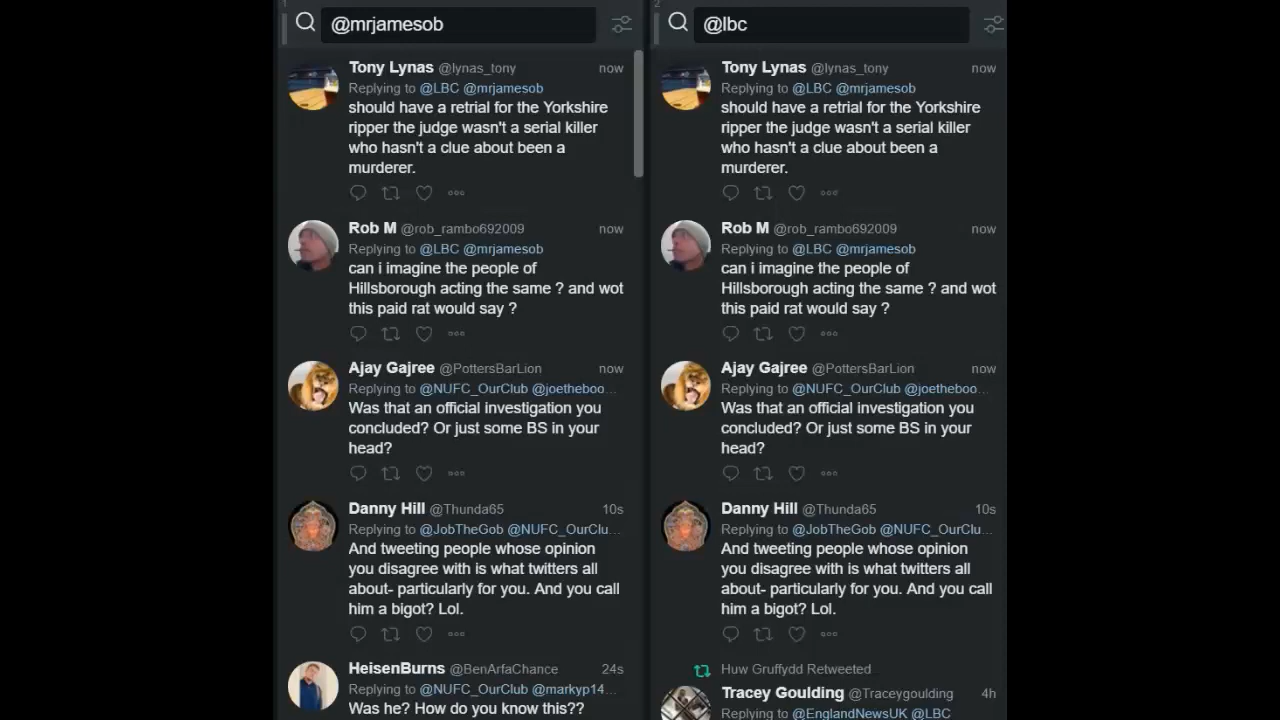 1
@mrjamesob
Tony Lynas @lynas_tony now
Replying to @LBC @mrjamesob
should have a retrial for the Yorkshire
ripper the judge wasn't a serial killer
who hasn't a clue about been a
murderer.
Rob M @rob_rambo692009 now
Replying to @LBC @mrjamesob
can i imagine the people of
Hillsborough acting the same ? and wot
this paid rat would say ?
Ajay Gajree @PottersBarLion now
Replying to @NUFC_OurClub @joetheboo...
Was that an official investigation you
concluded? Or just some BS in your
head?
Danny Hill @Thunda65 10s
Replying to @JobTheGob @NUFC_OurClu...
And tweeting people whose opinion
you disagree with is what twitters all
about- particularly for you. And you call
him a bigot? Lol.
HeisenBurns @BenArfaChance 24s
Replying to @NUFC_OurClub @markyp14...
Was he? How do you know this??
2
@lbc
Tony Lynas @lynas_tony now
Replying to @LBC @mrjamesob
should have a retrial for the Yorkshire
ripper the judge wasn't a serial killer
who hasn't a clue about been a
murderer.
Rob M @rob_rambo692009 now
Replying to @LBC @mrjamesob
can i imagine the people of
Hillsborough acting the same ? and wot
this paid rat would say ?
Ajay Gajree @PottersBarLion now
Replying to @NUFC_OurClub @joetheboo...
Was that an official investigation you
concluded? Or just some BS in your
head?
Danny Hill @Thunda65 10s
Replying to @JobTheGob @NUFC_OurClu...
And tweeting people whose opinion
you disagree with is what twitters all
about- particularly for you. And you call
him a bigot? Lol.
Huw Gruffydd Retweeted
Tracey Goulding @Traceygoulding 4h
Replying to @EnglandNewsUK @LBC